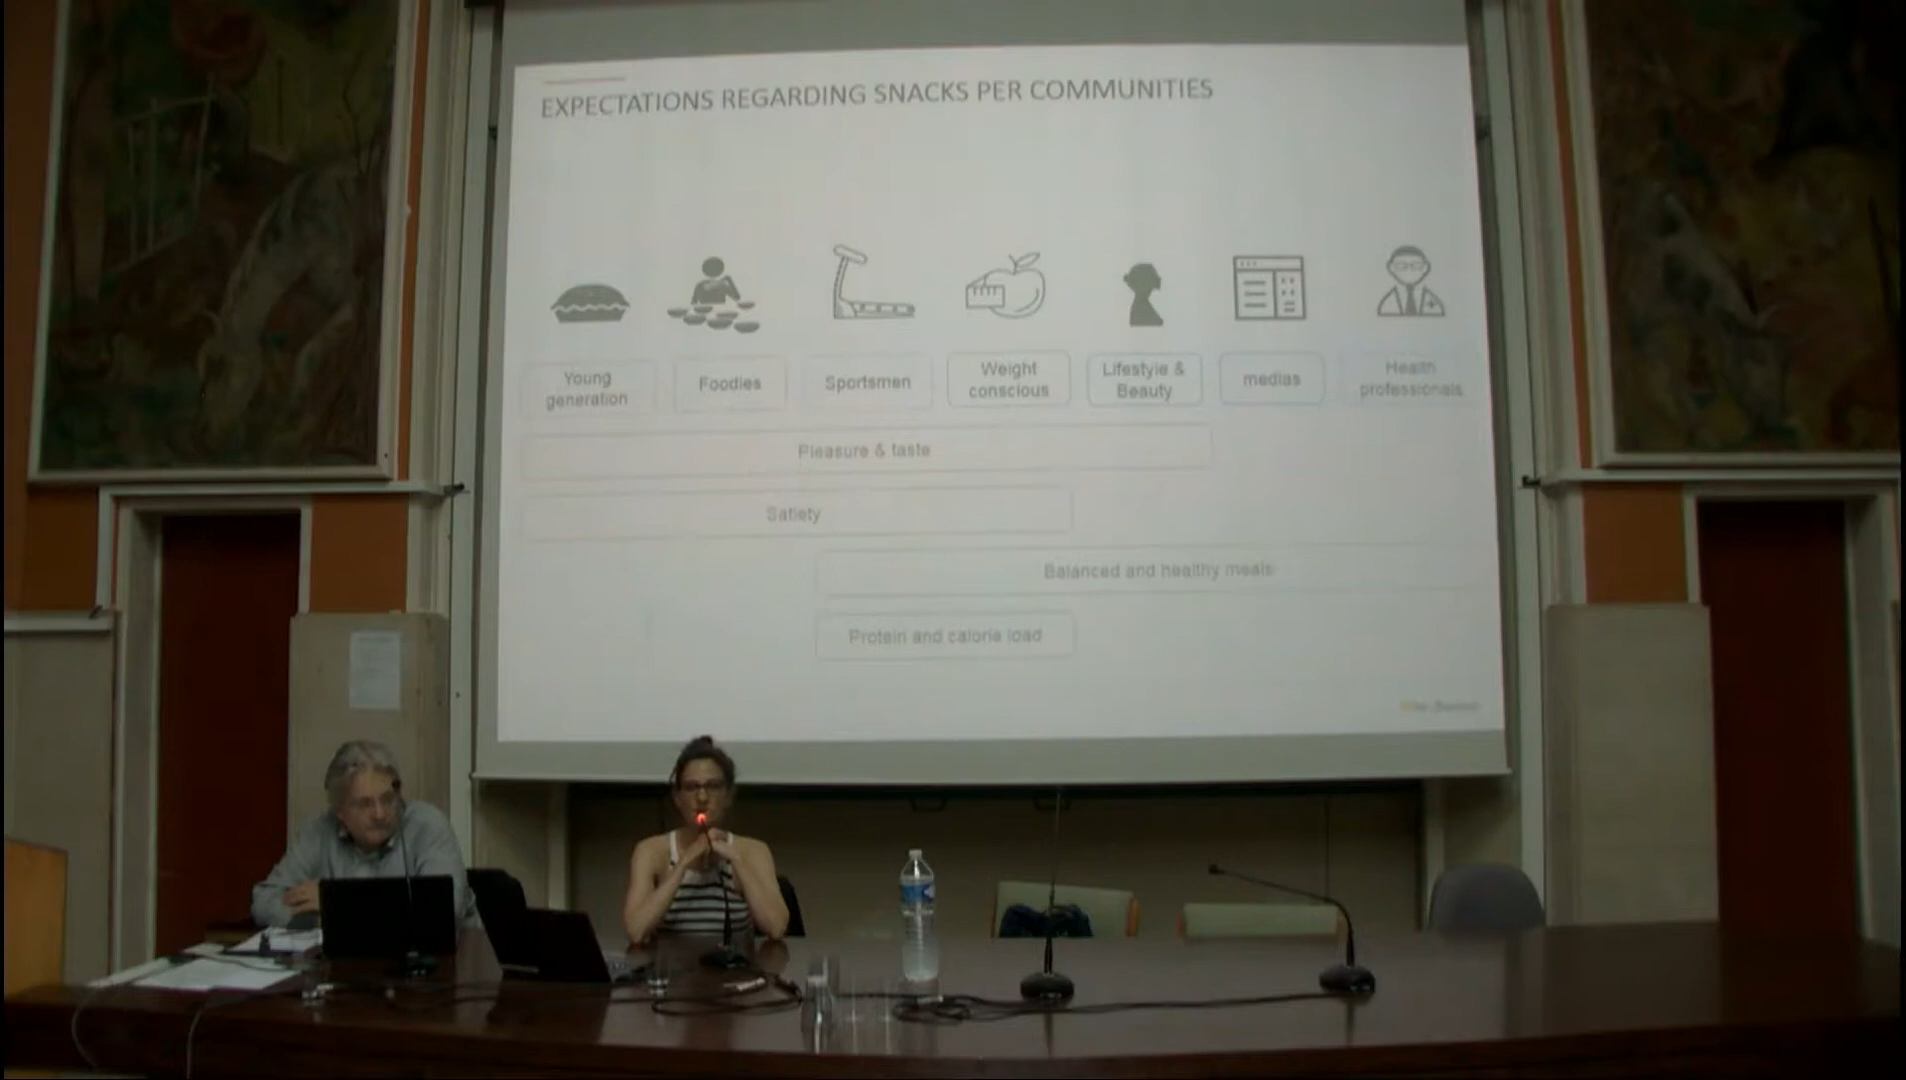 EXPECTATIONS REGARDING SNACKS PER COMMUNITIES
Young
generation
Foodies
Sportsmen
Weight
conscious
Lifestyle &
Beauty
medias
Health
professionals
Pleasure & taste
Satiety
Balanced and healthy meals
Protein and calorie load